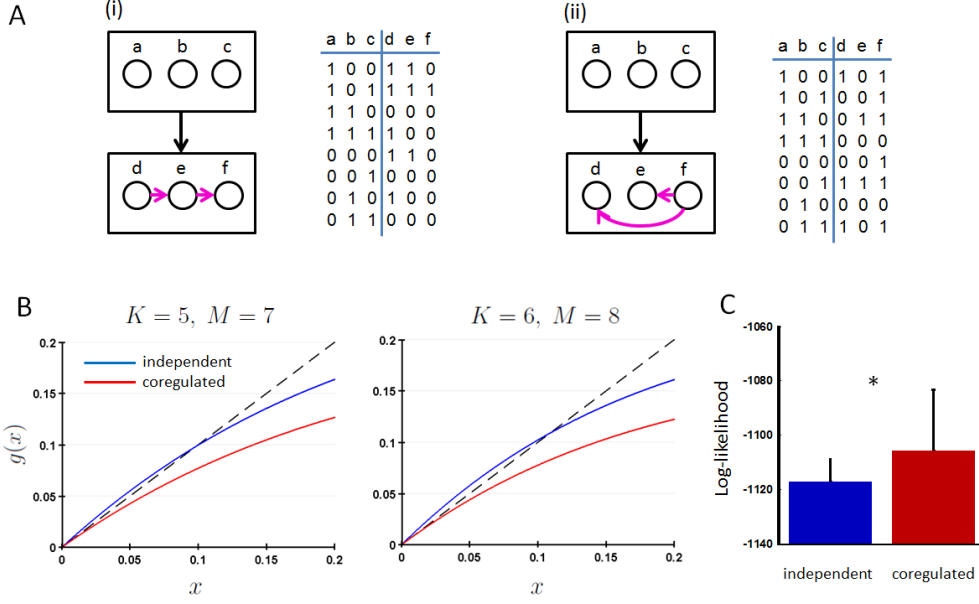 A
(i)
a b c
d e f
a b c d e f
1 0 0 1 1 0
1 0 1 1 1 1
1 1 0 0 0 0
1 1 1 1 0 0
0 0 0 1 1 0
0 0 1 0 0 0
0 1 0 0 0 0
0 1 1 0 0 0
(ii)
a b c
d e f
a b c d e f
1 0 0 1 0 1
1 0 1 0 0 1
1 1 0 0 1 1
1 1 1 0 0 1
0 0 0 0 0 1
0 0 1 1 1 1
0 1 0 0 0 0
0 1 1 1 0 1
B
K = 5, M = 7
g(x)
0.2
0.15
0.1
0.05
0
independent
coregulated
0 0.05 0.1 0.15 0.2
x
K = 6, M = 8
0.2
0.15
0.1
0.05
0
0 0.05 0.1 0.15 0.2
x
C
Log-likelihood
-1060
-1080
-1100
-1120
-1140
*
independent coregulated